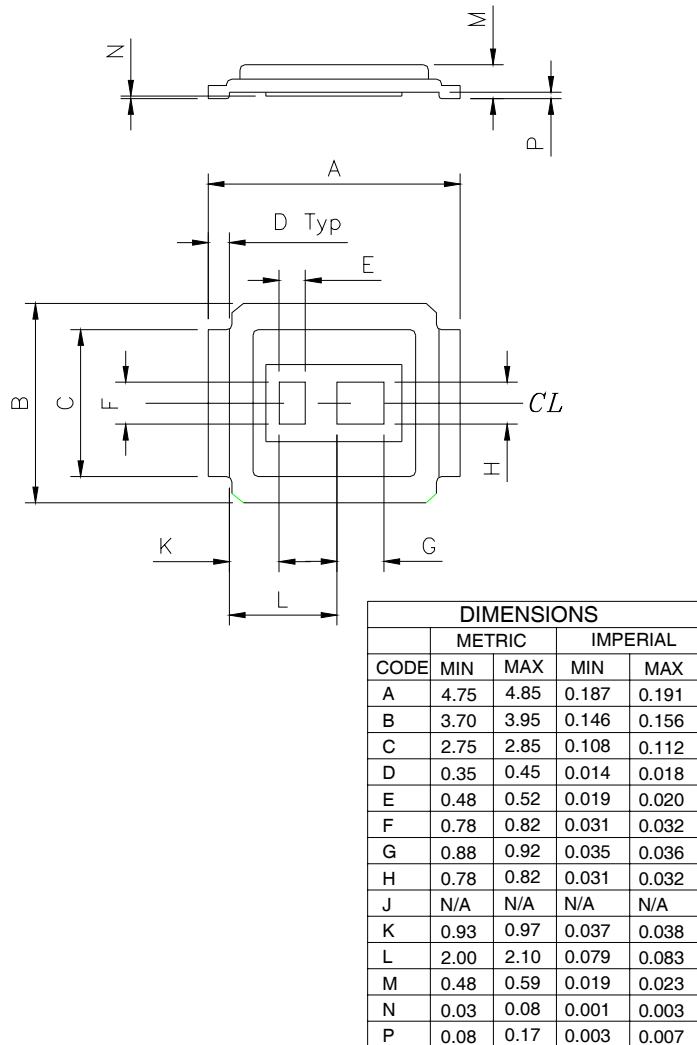 N
M
P
A
D Typ
E
B
C
F
CL
H
K
G
L
DIMENSIONS
METRIC IMPERIAL
CODE MIN MAX MIN MAX
A 4.75 4.85 0.187 0.191
B 3.70 3.95 0.146 0.156
C 2.75 2.85 0.108 0.112
D 0.35 0.45 0.014 0.018
E 0.48 0.52 0.019 0.020
F 0.78 0.82 0.031 0.032
G 0.88 0.92 0.035 0.036
H 0.78 0.82 0.031 0.032
J N/A N/A N/A N/A
K 0.93 0.97 0.037 0.038
L 2.00 2.10 0.079 0.083
M 0.48 0.59 0.019 0.023
N 0.03 0.08 0.001 0.003
P 0.08 0.17 0.003 0.007